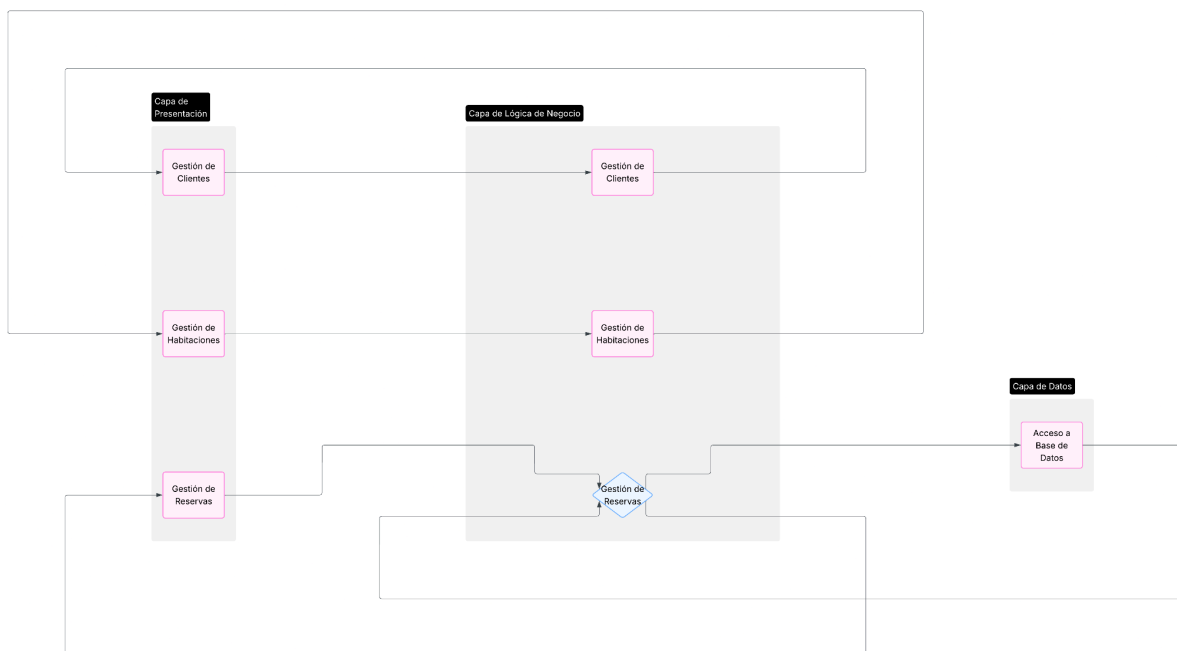 Capa de
Presentación
Capa de Lógica de Negocio
Gestión de
Clientes
Gestión de
Clientes
Gestión de
Habitaciones
Gestión de
Habitaciones
Capa de Datos
Acceso a
Base de
Datos
Gestión de
Reservas
Gestión de
Reservas